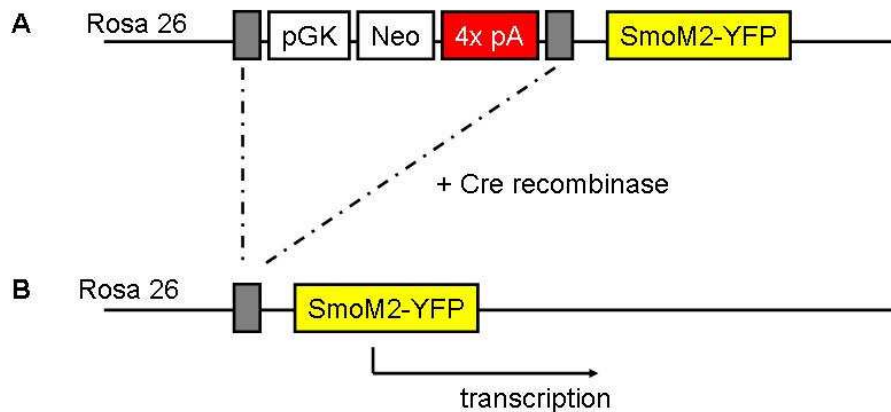 A Rosa 26 pGK Neo 4x pA SmoM2-YFP
+ Cre recombinase
B Rosa 26 SmoM2-YFP
transcription